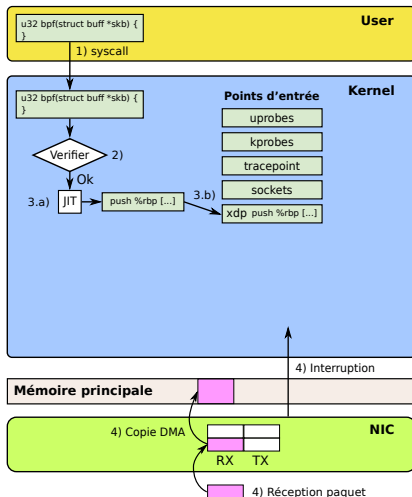 User
u32 bpf(struct buff *skb) {
}
1) syscall
Kernel
u32 bpf(struct buff *skb) {
}
Points d'entrée
uprobes
kprobes
tracepoint
sockets
xdp push %rbp [...]
Verifier
2)
Ok
3.a)
JIT
push %rbp [...]
3.b)
4) Interruption
Mémoire principale
NIC
4) Copie DMA
RX TX
4) Réception paquet